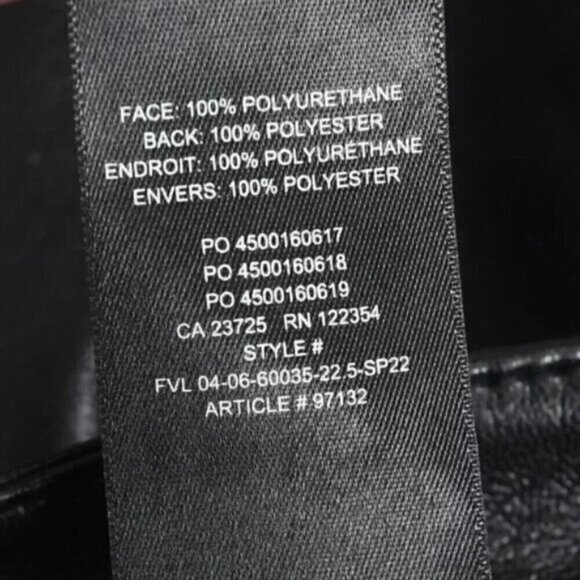 FACE: 100% POLYURETHANE
BACK: 100% POLYESTER
ENDROIT: 100% POLYURÉTHANE
ENVERS: 100% POLYESTER
PO 4500160617
PO 4500160618
PO 4500160619
CA 23725 RN 122354
STYLE #
FVL 04-06-60035-22.5-SP22
ARTICLE # 97132